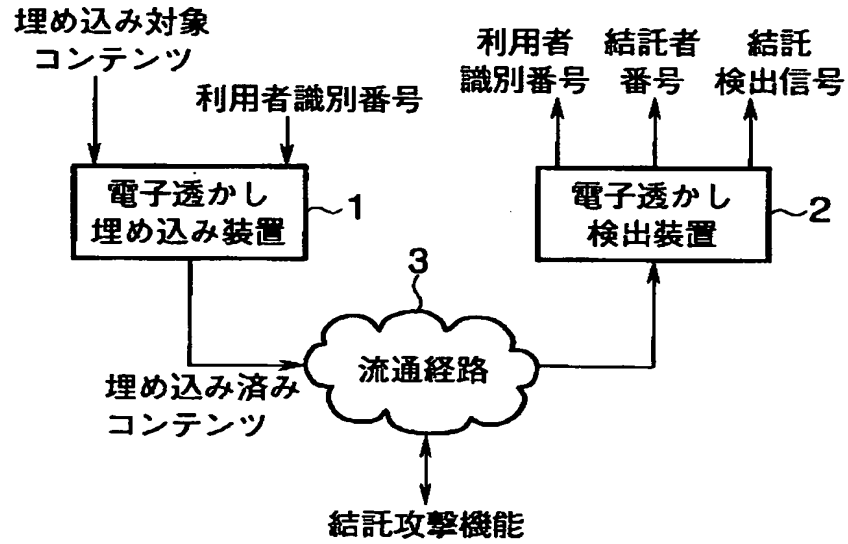 埋め込み対象
コンテンツ
利用者識別番号
電子透かし
埋め込み装置
1
利用者
識別番号
結託者
番号
結託
検出信号
電子透かし
検出装置
2
3
流通経路
埋め込み済み
コンテンツ
結託攻撃機能